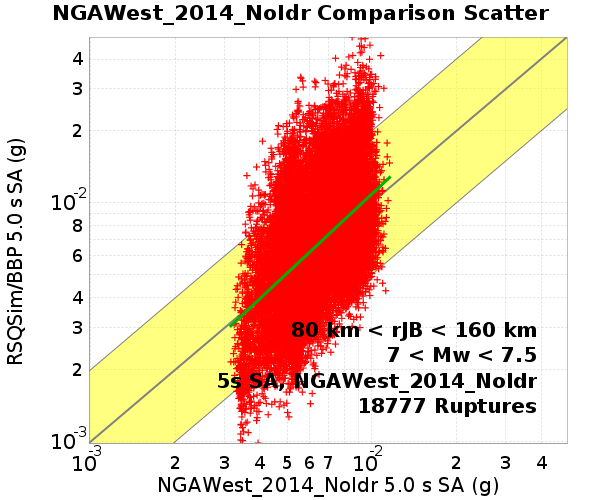 NGAWest_2014_NoIdr Comparison Scatter
RSQSim/BBP 5.0 s SA (g)
4
3
2
10-2
8
6
4
3
2
10-3
80 km < rJB < 160 km
7 < Mw < 7.5
5s SA, NGAWest_2014_NoIdr
18777 Ruptures
10-3 2 3 4 5 6 7 10-2 2 3 4
NGAWest_2014_NoIdr 5.0 s SA (g)